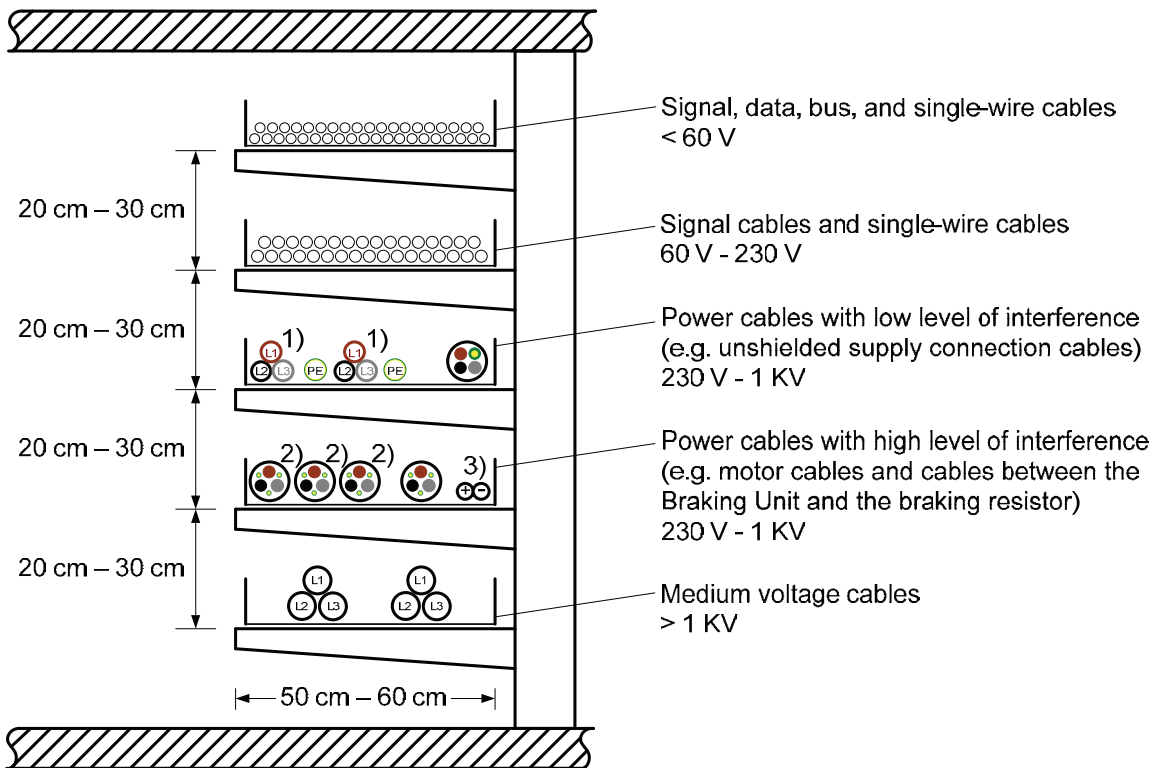 Signal, data, bus, and single-wire cables
< 60 V
20 cm – 30 cm
Signal cables and single-wire cables
60 V - 230 V
20 cm – 30 cm
1) 1)
L1 L1
L2 L3 PE L2 L3 PE
Power cables with low level of interference
(e.g. unshielded supply connection cables)
230 V - 1 KV
20 cm – 30 cm
2) 2) 2) 3)
+ −
Power cables with high level of interference
(e.g. motor cables and cables between the
Braking Unit and the braking resistor)
230 V - 1 KV
20 cm – 30 cm
L1 L1
L2 L3 L2 L3
Medium voltage cables
> 1 KV
50 cm – 60 cm